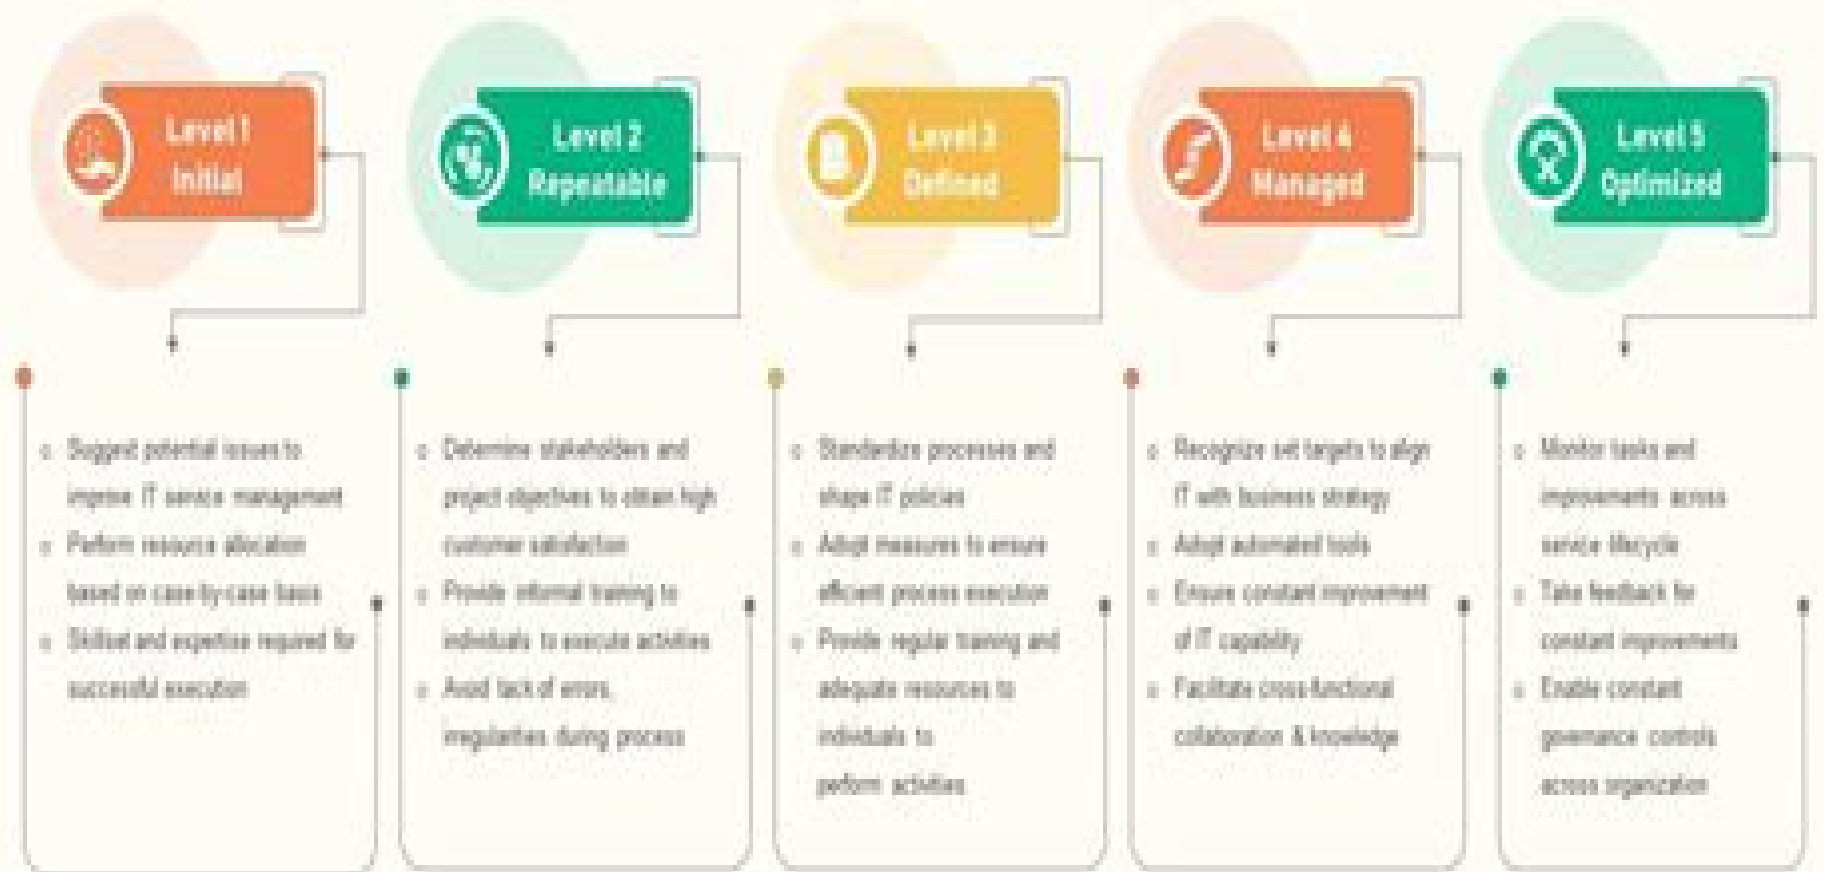 Level 1
Initial
Level 2
Repeatable
Level 3
Defined
Level 4
Managed
Level 5
Optimized
Suggest potential issues to
improve IT service management
Perform resource allocation
based on case-by-case basis
Skillset and expertise required for
successful execution
Determine stakeholders and
project objectives to obtain high
customer satisfaction
Provide informal training to
individuals to execute activities
Avoid lack of errors,
irregularities during process
Standardize processes and
shape IT policies
Adopt measures to ensure
efficient process execution
Provide regular training and
adequate resources to
individuals to
perform activities
Recognize set targets to align
IT with business strategy
Adopt automated tools
Ensure constant improvement
of IT capability
Facilitate cross-functional
collaboration & knowledge
Monitor tasks and
improvements across
service lifecycle
Take feedback for
constant improvements
Enable constant
governance controls
across organization